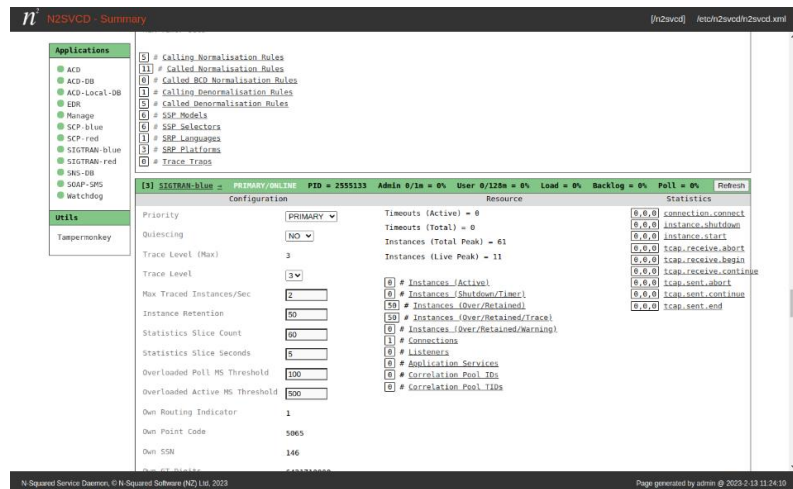 n² N2SVCD - Summary [/n2svcd] /etc/n2svcd/n2svcd.xml
Applications
ACD
ACD-DB
ACD-Local-DB
EDR
Manage
SCP-blue
SCP-red
SIGTRAN-blue
SIGTRAN-red
SNS-DB
SOAP-SMS
Watchdog
Utils
Tampermonkey
5 # Calling Normalisation Rules
11 # Called Normalisation Rules
0 # Called BCD Normalisation Rules
1 # Calling Denormalisation Rules
5 # Called Denormalisation Rules
6 # SSP Models
6 # SSP Selectors
1 # SRP Languages
3 # SRP Platforms
0 # Trace Traps
[3] SIGTRAN-blue → PRIMARY/ONLINE PID = 2555133 Admin 0/1m = 0% User 0/128m = 0% Load = 0% Backlog = 0% Poll = 0% Refresh
Configuration
Priority PRIMARY
Quiescing NO
Trace Level (Max) 3
Trace Level 3
Max Traced Instances/Sec 2
Instance Retention 50
Statistics Slice Count 60
Statistics Slice Seconds 5
Overloaded Poll MS Threshold 100
Overloaded Active MS Threshold 500
Own Routing Indicator 1
Own Point Code 5065
Own SSN 146
Resource
Timeouts (Active) = 0
Timeouts (Total) = 0
Instances (Total Peak) = 61
Instances (Live Peak) = 11
0 # Instances (Active)
0 # Instances (Shutdown/Timer)
50 # Instances (Over/Retained)
50 # Instances (Over/Retained/Trace)
0 # Instances (Over/Retained/Warning)
1 # Connections
0 # Listeners
0 # Application Services
0 # Correlation Pool IDs
0 # Correlation Pool TIDs
Statistics
0,0,0 connection.connect
0,0,0 instance.shutdown
0,0,0 instance.start
0,0,0 tcap.receive.abort
0,0,0 tcap.receive.begin
0,0,0 tcap.receive.continue
0,0,0 tcap.sent.abort
0,0,0 tcap.sent.continue
0,0,0 tcap.sent.end
N-Squared Service Daemon, © N-Squared Software (NZ) Ltd, 2023 Page generated by admin @ 2023-2-13 11:24:10